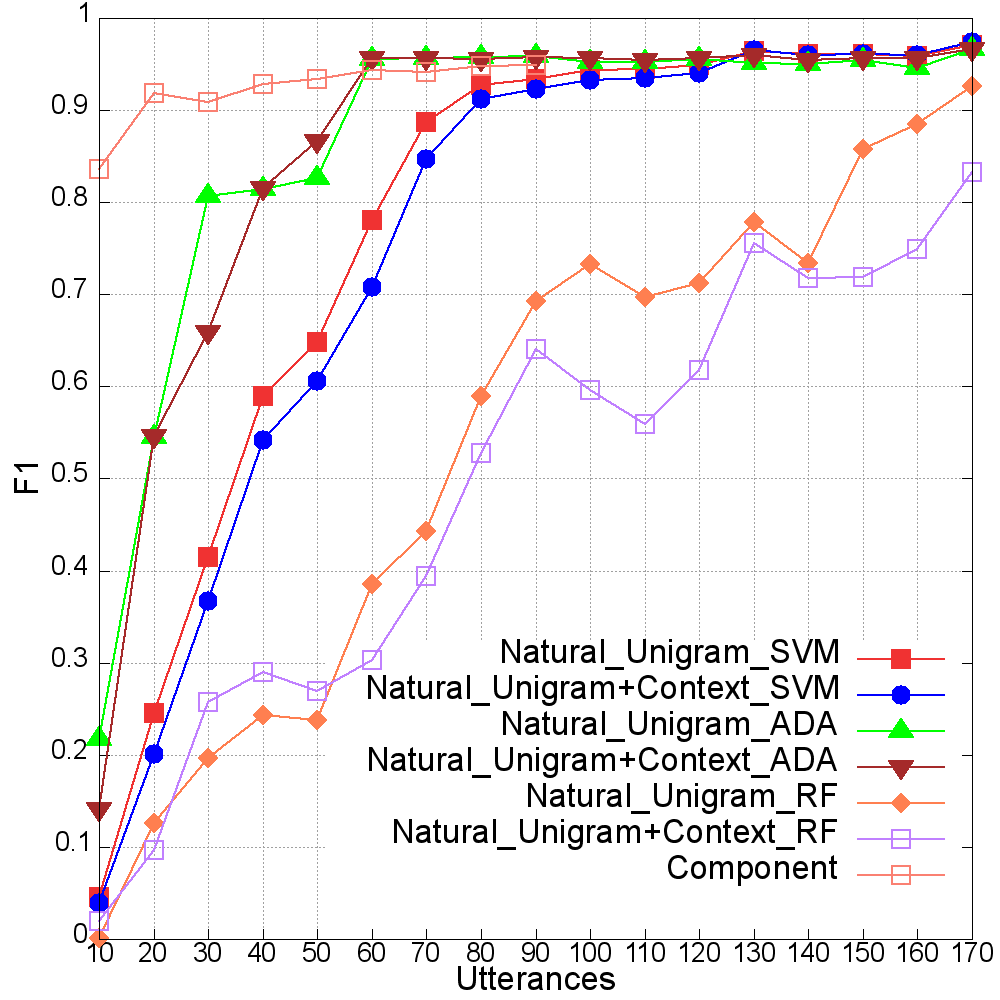 1
0.9
0.8
0.7
0.6
0.5
0.4
0.3
0.2
0.1
0
F1
Natural_Unigram_SVM
Natural_Unigram+Context_SVM
Natural_Unigram_ADA
Natural_Unigram+Context_ADA
Natural_Unigram_RF
Natural_Unigram+Context_RF
Component
10 20 30 40 50 60 70 80 90 100 110 120 130 140 150 160 170
Utterances